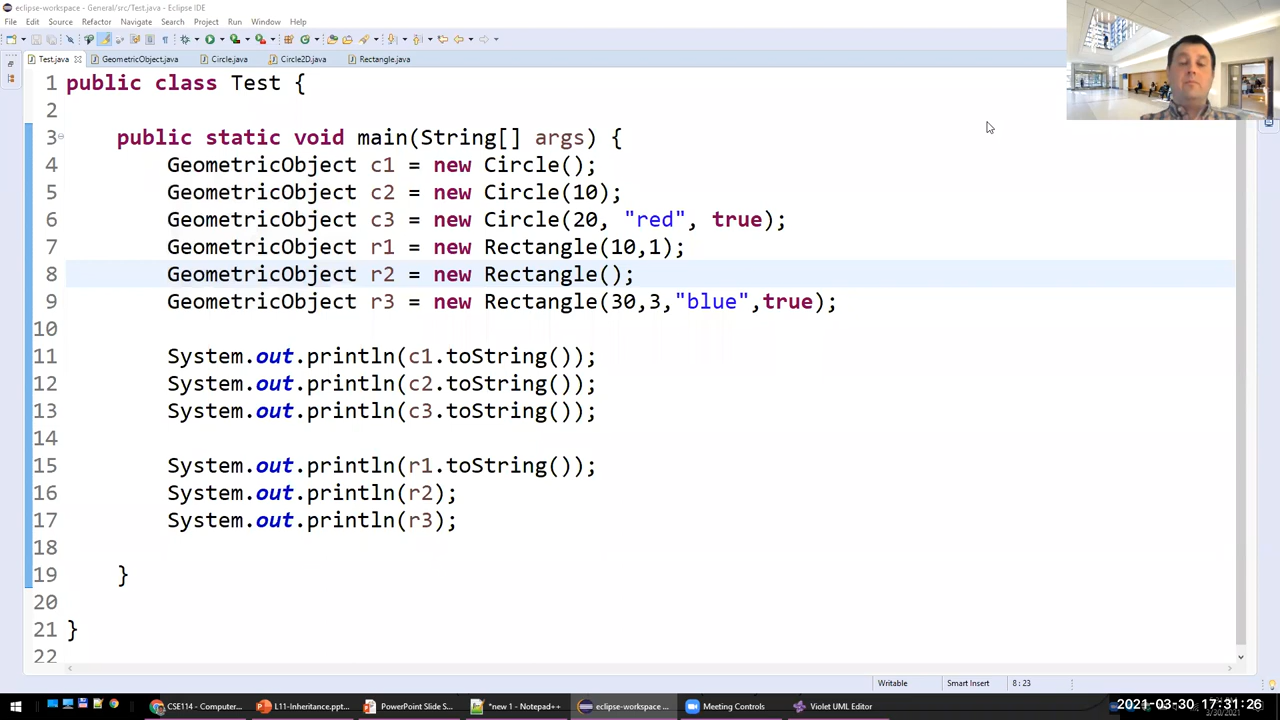 eclipse-workspace - General/src/Test.java - Eclipse IDE
File Edit Source Refactor Navigate Search Project Run Window Help
Test.java GeometricObject.java Circle.java Circle2D.java Rectangle.java
1 public class Test {
2
3 public static void main(String[] args) {
4 GeometricObject c1 = new Circle();
5 GeometricObject c2 = new Circle(10);
6 GeometricObject c3 = new Circle(20, "red", true);
7 GeometricObject r1 = new Rectangle(10,1);
8 GeometricObject r2 = new Rectangle();
9 GeometricObject r3 = new Rectangle(30,3,"blue",true);
10
11 System.out.println(c1.toString());
12 System.out.println(c2.toString());
13 System.out.println(c3.toString());
14
15 System.out.println(r1.toString());
16 System.out.println(r2);
17 System.out.println(r3);
18
19 }
20
21 }
22
Writable Smart Insert 8 : 23
CSE114 - Computer... L11-Inheritance.ppt... PowerPoint Slide S... *new 1 - Notepad++ eclipse-workspace ... Meeting Controls Violet UML Editor 2021-03-30 17:31:26
3/30/2021